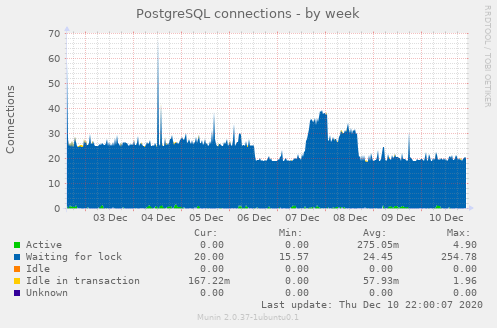 PostgreSQL connections - by week
RRDTOOL / TOBI OETIKER
Connections
70
60
50
40
30
20
10
0
03 Dec 04 Dec 05 Dec 06 Dec 07 Dec 08 Dec 09 Dec 10 Dec
Cur: Min: Avg: Max:
Active 0.00 0.00 275.05m 4.90
Waiting for lock 20.00 15.57 24.45 254.78
Idle 0.00 0.00 0.00 0.00
Idle in transaction 167.22m 0.00 57.93m 1.96
Unknown 0.00 0.00 0.00 0.00
Last update: Thu Dec 10 22:00:07 2020
Munin 2.0.37-1ubuntu0.1